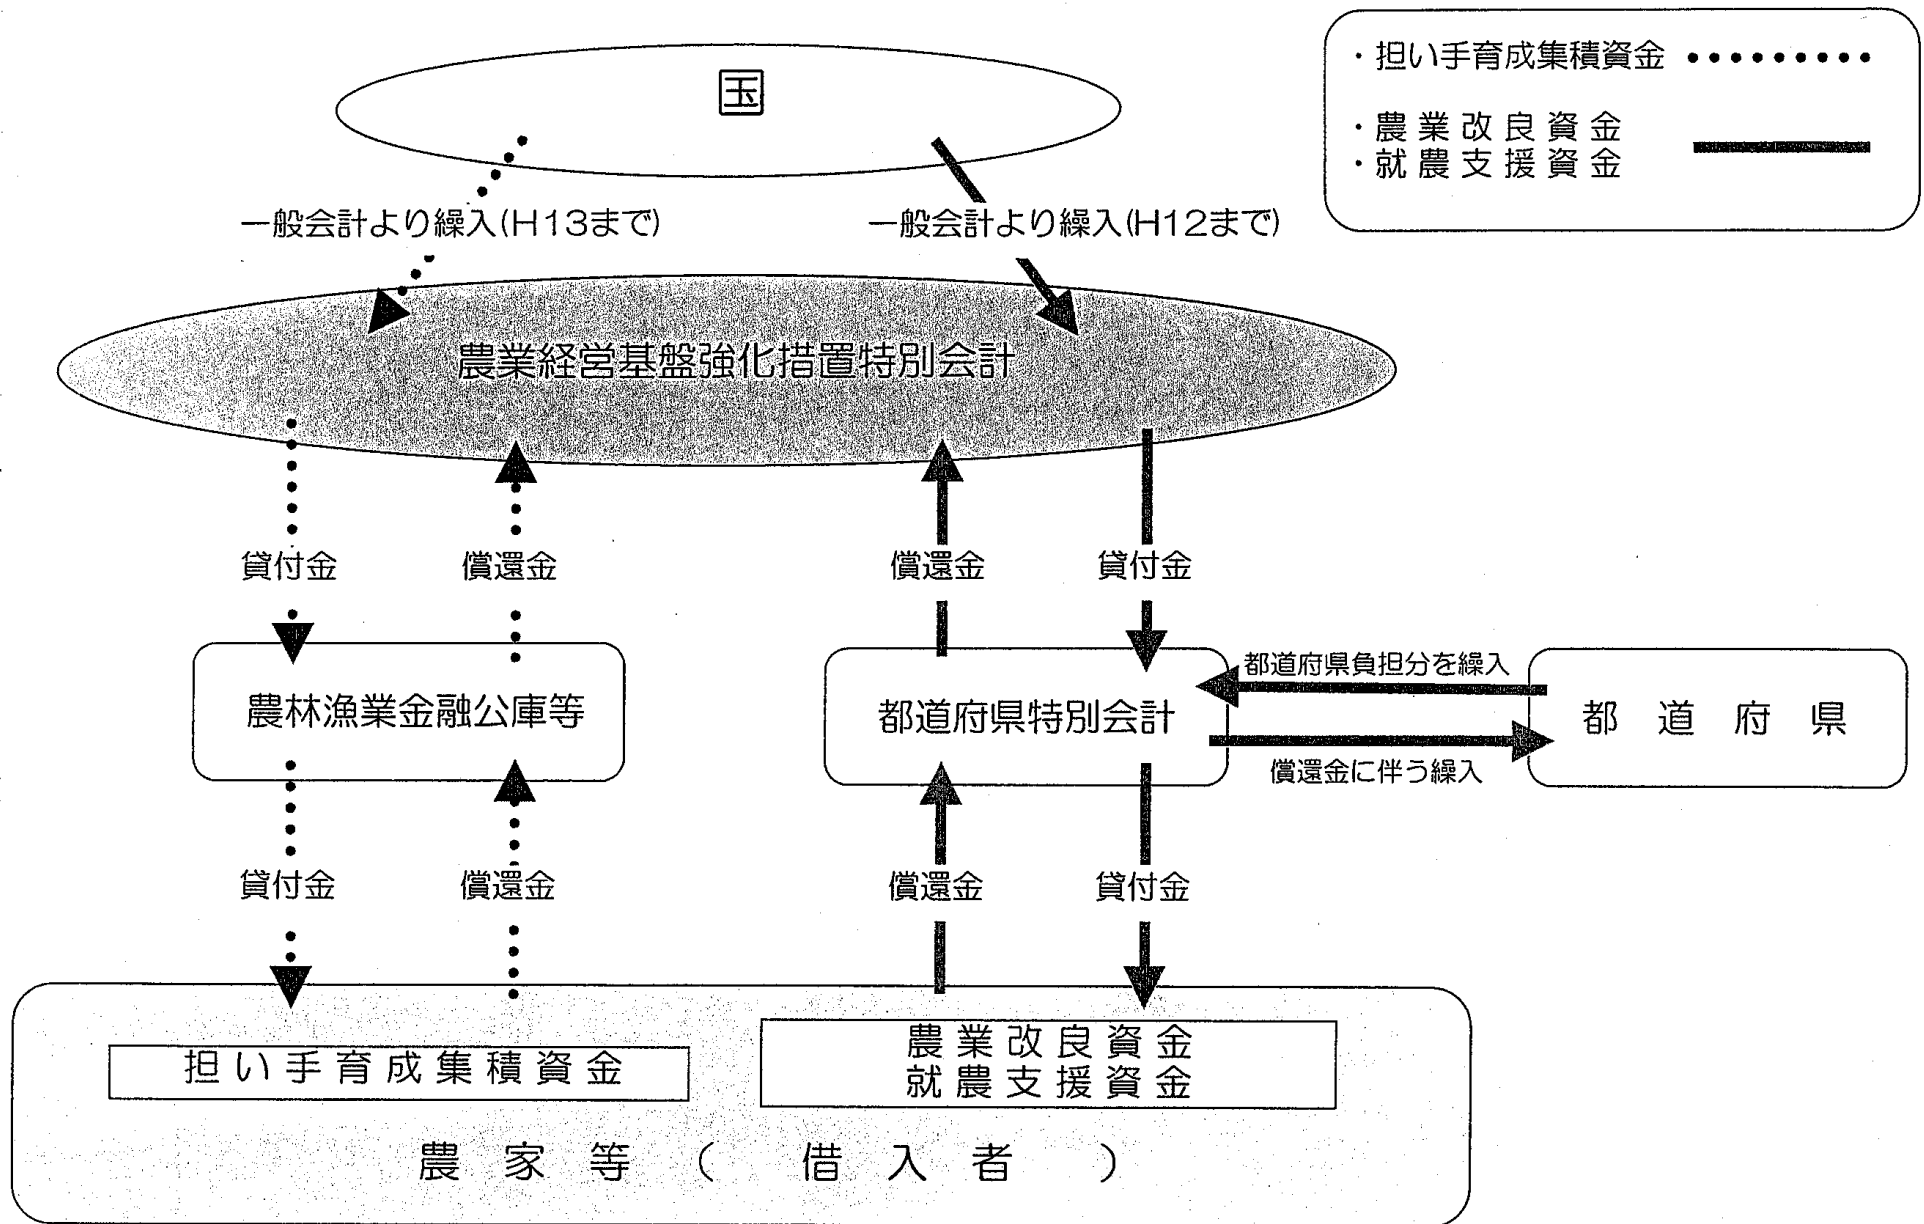 国
・担い手育成集積資金
・農業改良資金
・就農支援資金
一般会計より繰入(H13まで)
一般会計より繰入(H12まで)
農業経営基盤強化措置特別会計
貸付金
償還金
償還金
貸付金
農林漁業金融公庫等
都道府県特別会計
都道府県負担分を繰入
償還金に伴う繰入
都道府県
貸付金
償還金
償還金
貸付金
担い手育成集積資金
農業改良資金
就農支援資金
農家等(借入者)